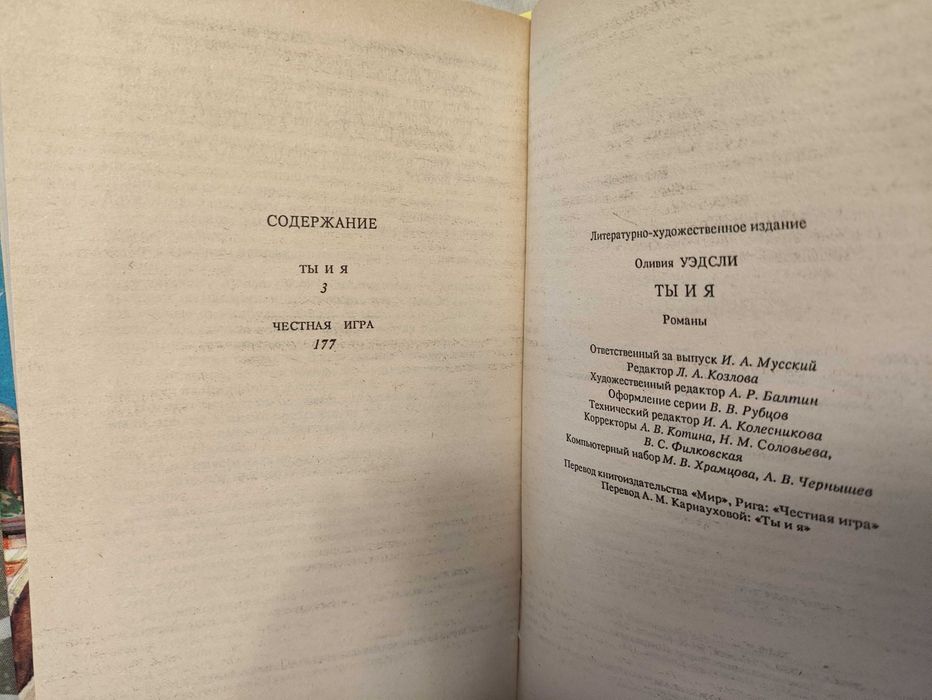 СОДЕРЖАНИЕ
ТЫ И Я
3
ЧЕСТНАЯ ИГРА
177
Литературно-художественное издание
Оливия УЭДСЛИ
ТЫ И Я
Романы
Ответственный за выпуск И. А. Мусский
Редактор Л. А. Козлова
Художественный редактор А. Р. Балтин
Оформление серии В. В. Рубцов
Технический редактор И. А. Колесникова
Корректоры А. В. Котина, Н. М. Соловьева,
В. С. Филковская
Компьютерный набор М. В. Храмцова, А. В. Чернышев
Перевод книгоиздательства «Мир», Рига: «Честная игра»
Перевод А. М. Карнауховой: «Ты и я»